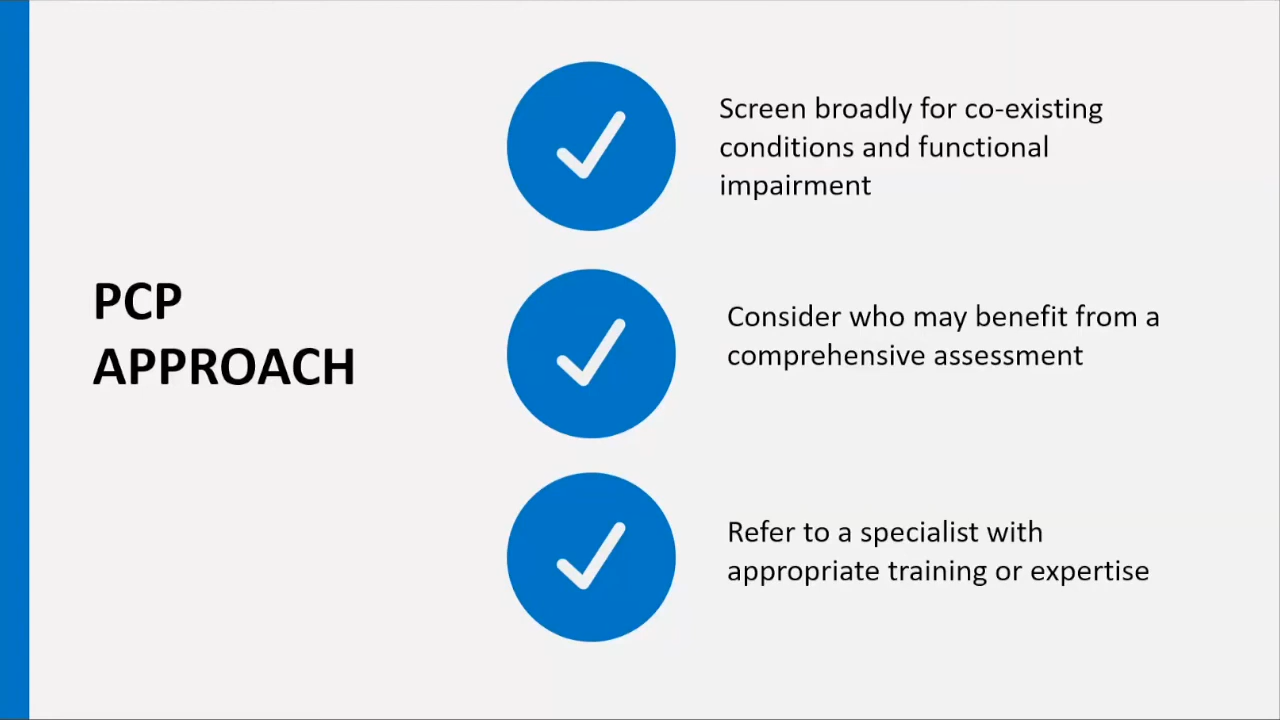 PCP
APPROACH
Screen broadly for co-existing
conditions and functional
impairment
Consider who may benefit from a
comprehensive assessment
Refer to a specialist with
appropriate training or expertise